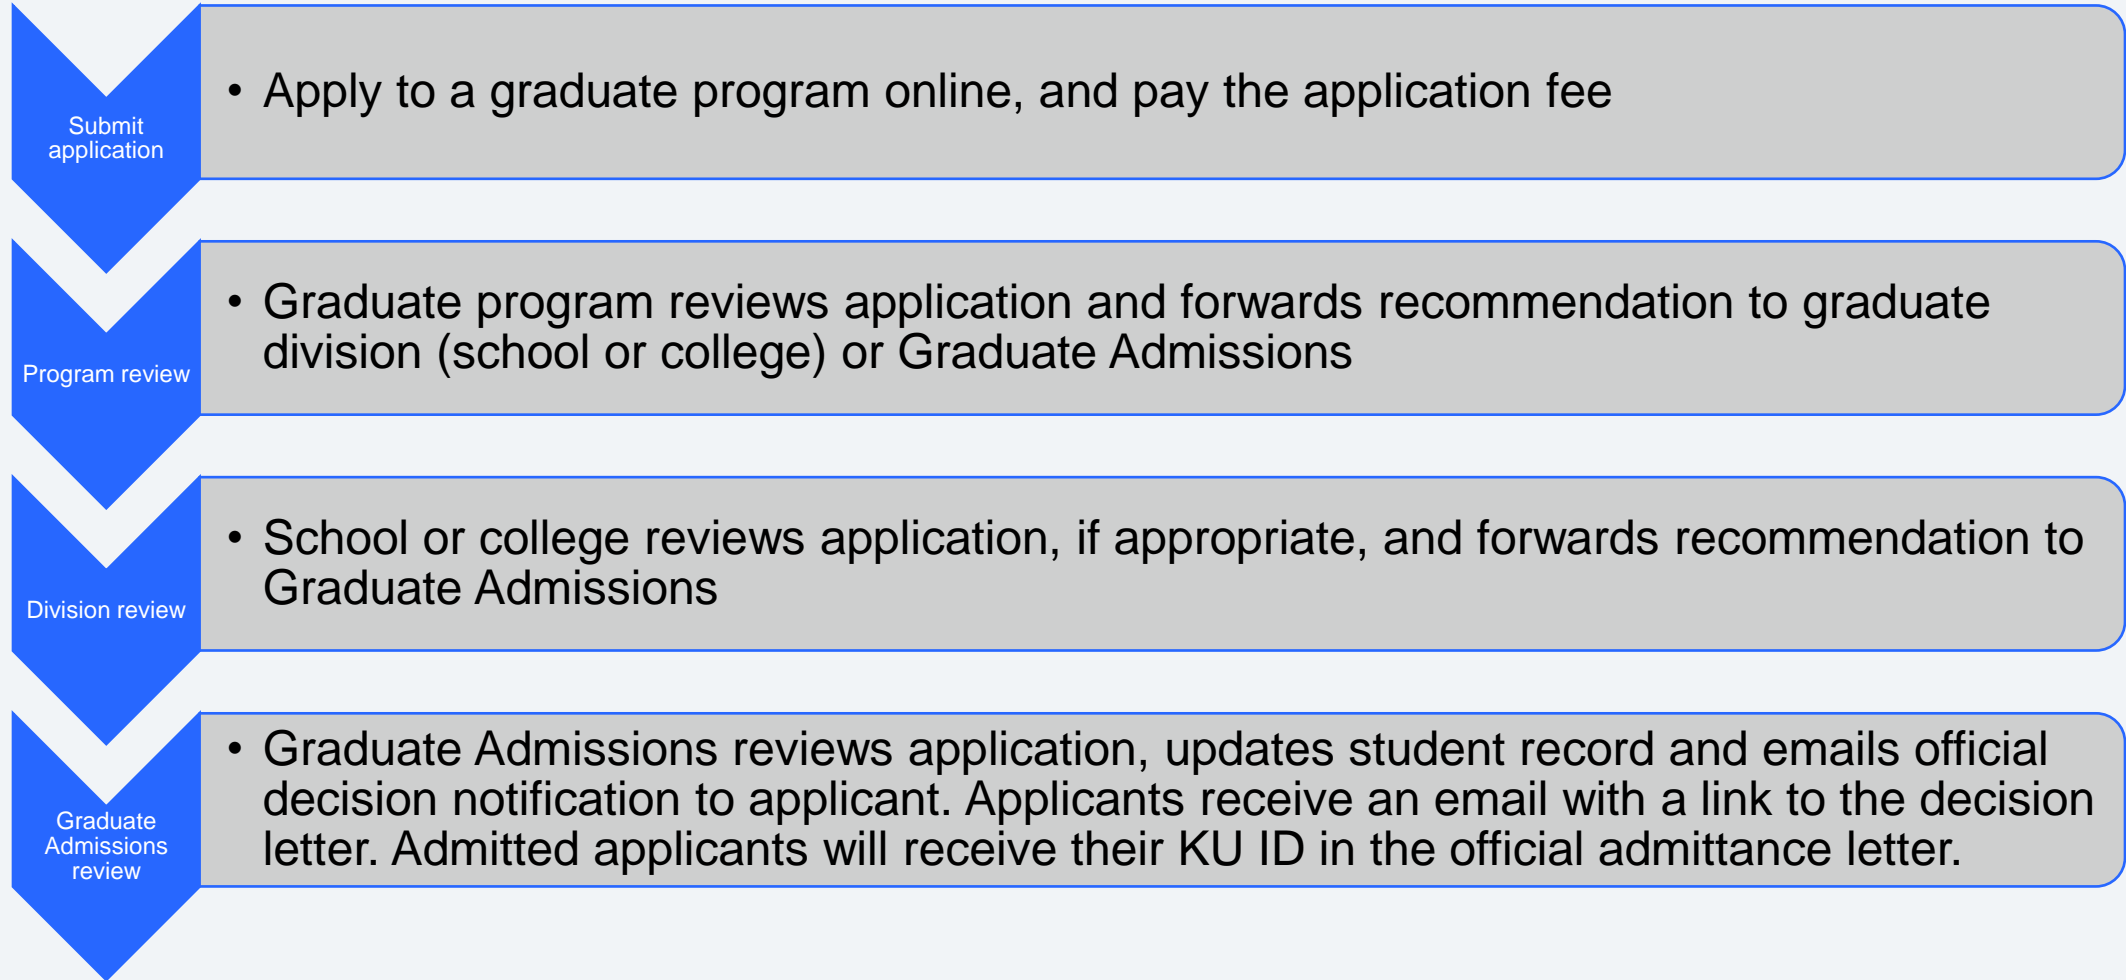 Submit
application
• Apply to a graduate program online, and pay the application fee
Program review
• Graduate program reviews application and forwards recommendation to graduate
division (school or college) or Graduate Admissions
Division review
• School or college reviews application, if appropriate, and forwards recommendation to
Graduate Admissions
Graduate
Admissions
review
• Graduate Admissions reviews application, updates student record and emails official
decision notification to applicant. Applicants receive an email with a link to the decision
letter. Admitted applicants will receive their KU ID in the official admittance letter.